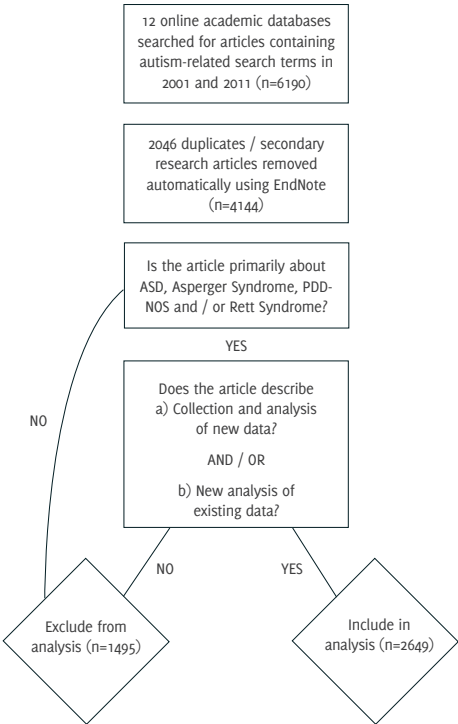 12 online academic databases
searched for articles containing
autism-related search terms in
2001 and 2011 (n=6190)
2046 duplicates / secondary
research articles removed
automatically using EndNote
(n=4144)
Is the article primarily about
ASD, Asperger Syndrome, PDD-
NOS and / or Rett Syndrome?
YES
Does the article describe
a) Collection and analysis
of new data?
AND / OR
b) New analysis of
existing data?
NO
NO
YES
Exclude from
analysis (n=1495)
Include in
analysis (n=2649)